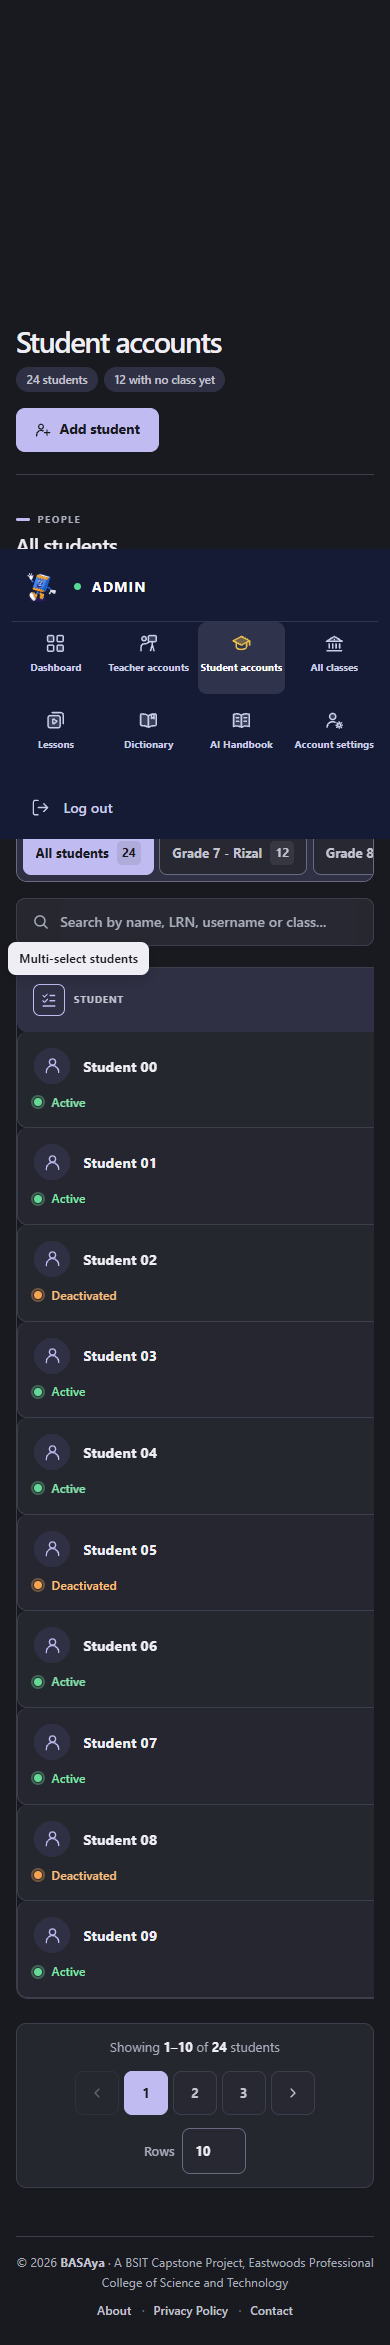 Student accounts
24 students 12 with no class yet
Add student
PEOPLE
All students
ADMIN
Dashboard Teacher accounts Student accounts All classes
Lessons Dictionary AI Handbook Account settings
Log out
All students 24 Grade 7 - Rizal 12 Grade 8
Search by name, LRN, username or class...
Multi-select students
STUDENT
Student 00
Active
Student 01
Active
Student 02
Deactivated
Student 03
Active
Student 04
Active
Student 05
Deactivated
Student 06
Active
Student 07
Active
Student 08
Deactivated
Student 09
Active
Showing 1–10 of 24 students
1 2 3
Rows 10
© 2026 BASAya · A BSIT Capstone Project, Eastwoods Professional
College of Science and Technology
About · Privacy Policy · Contact